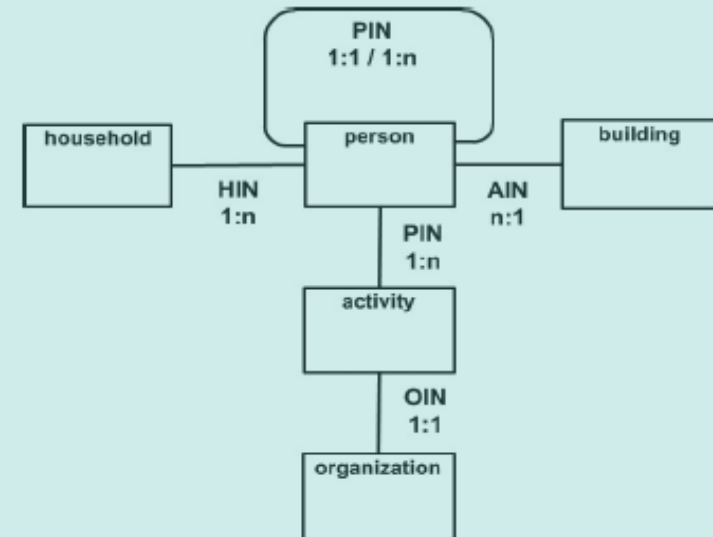 PIN
1:1 / 1:n
household
person
building
HIN
1:n
AIN
n:1
PIN
1:n
activity
OIN
1:1
organization